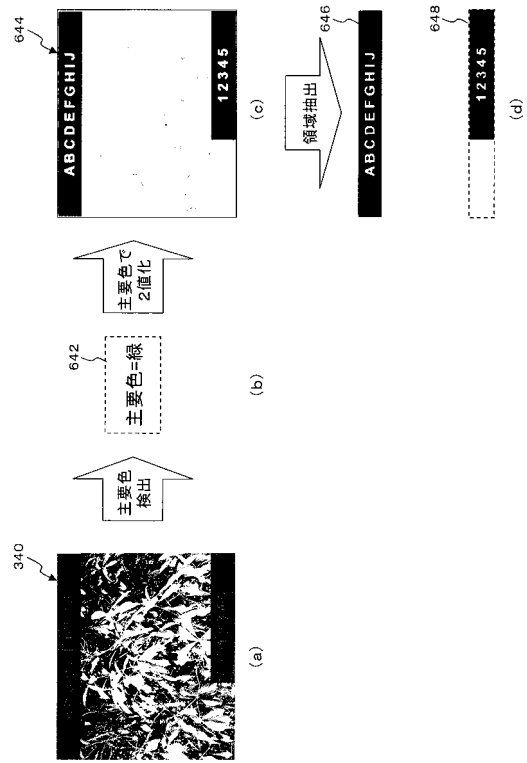 340
(a)
主要色
検出
642
主要色=緑
(b)
主要色で
2値化
644
ABCDEFGHIJ
12345
(c)
領域抽出
646
ABCDEFGHIJ
648
12345
(d)